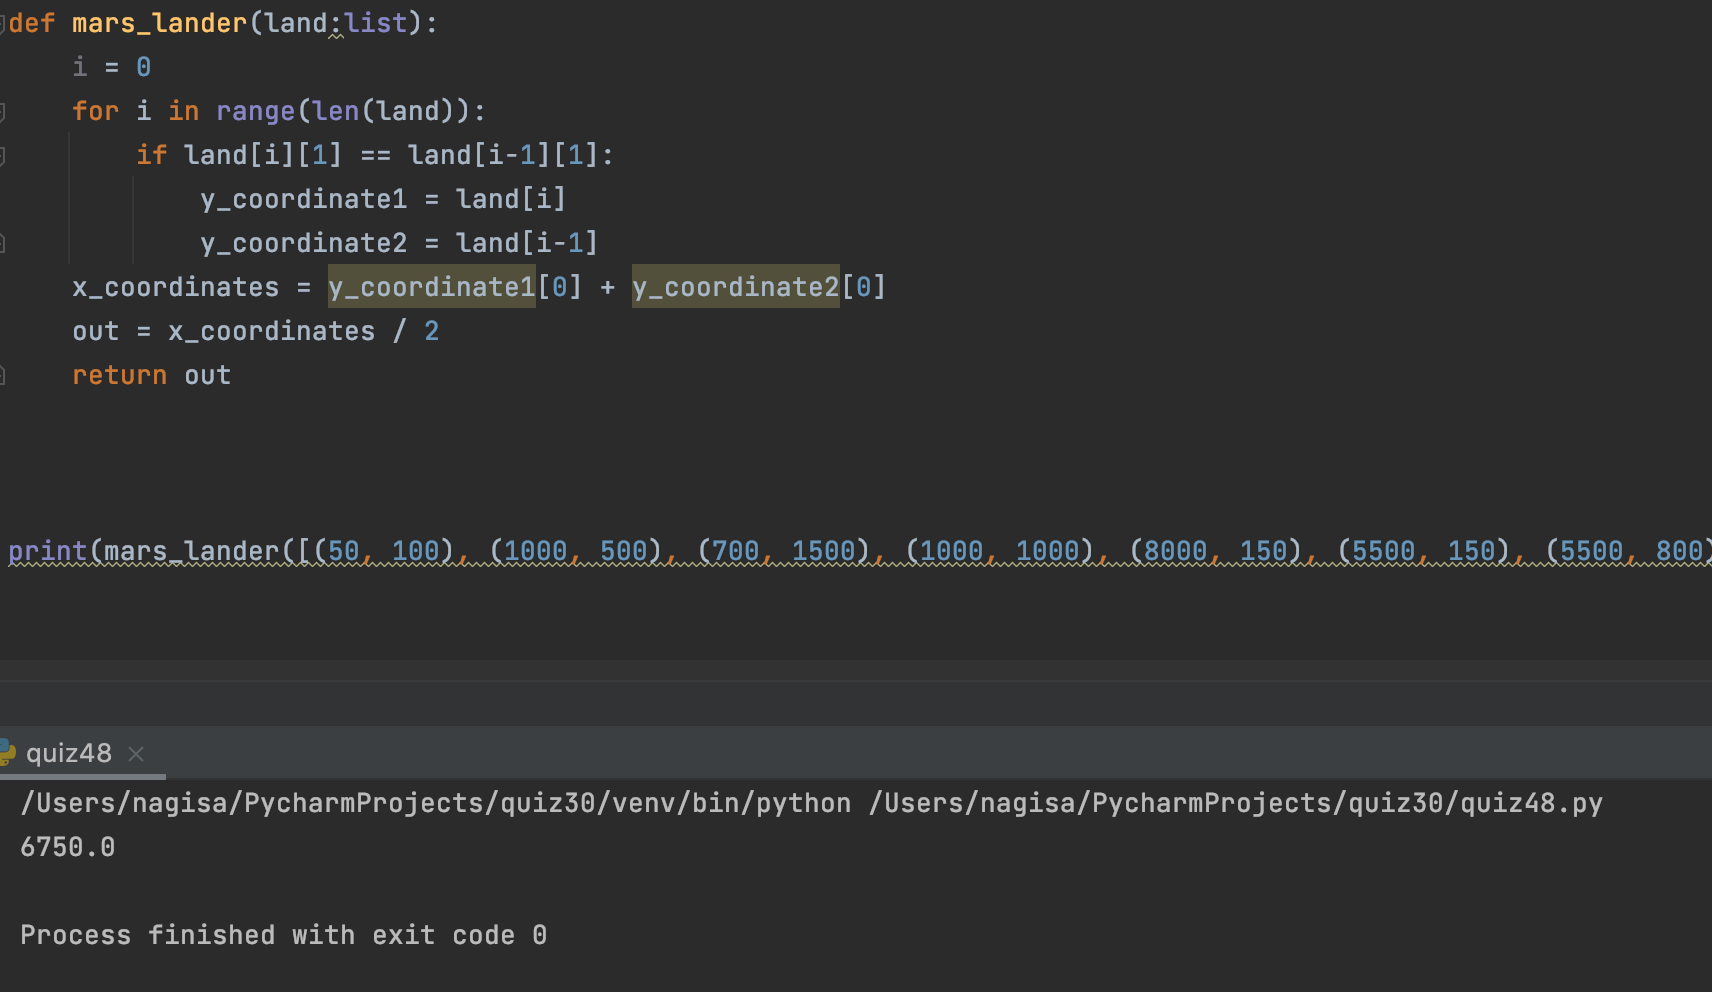 def mars_lander(land:list):
    i = 0
    for i in range(len(land)):
        if land[i][1] == land[i-1][1]:
            y_coordinate1 = land[i]
            y_coordinate2 = land[i-1]
    x_coordinates = y_coordinate1[0] + y_coordinate2[0]
    out = x_coordinates / 2
    return out
print(mars_lander([(50, 100), (1000, 500), (700, 1500), (1000, 1000), (8000, 150), (5500, 150), (5500, 800)
quiz48 ×
/Users/nagisa/PycharmProjects/quiz30/venv/bin/python /Users/nagisa/PycharmProjects/quiz30/quiz48.py
6750.0
Process finished with exit code 0